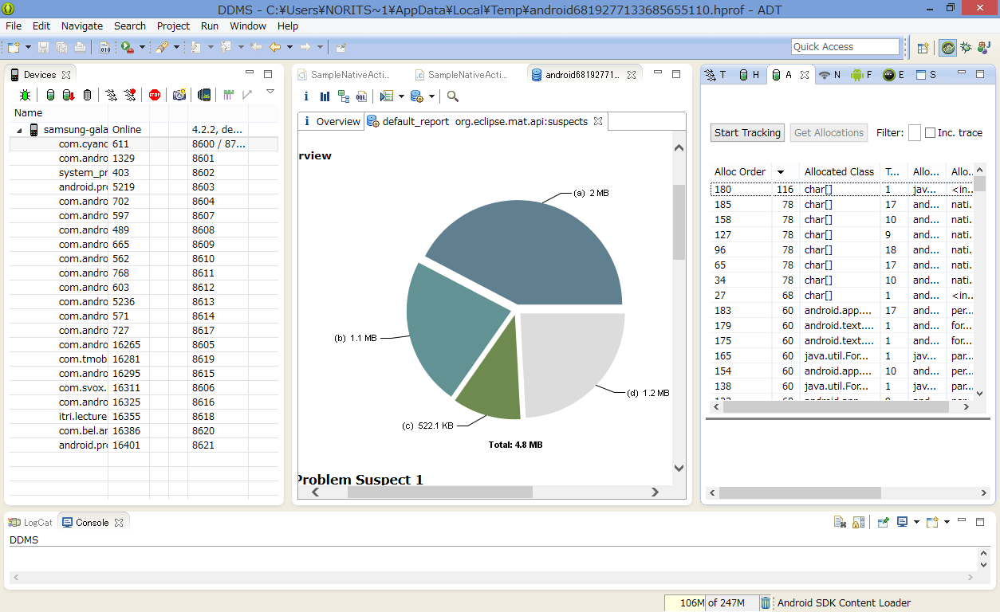 DDMS - C:¥Users¥NORITS~1¥AppData¥Local¥Temp¥android6819277133685655110.hprof - ADT
File Edit Navigate Search Project Run Window Help
Quick Access
Devices
Name
samsung-gala Online 4.2.2, de...
com.cyanc 611 8600 / 87...
com.andro 1329 8601
system_pr 403 8602
android.pro 5219 8603
com.andro 702 8604
com.andro 597 8607
com.andro 489 8608
com.andro 665 8609
com.andro 562 8610
com.andro 768 8611
com.andro 603 8612
com.andro 5236 8613
com.andro 571 8614
com.andro 727 8617
com.andro 16265 8605
com.tmob 16281 8619
com.andro 16295 8615
com.svox. 16311 8606
com.andro 16325 8616
itri.lecture 16355 8618
com.bel.ar 16386 8620
android.pro 16401 8621
SampleNativeActi... SampleNativeActi... android68192771...
Overview default_report org.eclipse.mat.api:suspects
rview
(a) 2 MB
(b) 1.1 MB
(c) 522.1 KB
(d) 1.2 MB
Total: 4.8 MB
Problem Suspect 1
T H A N F E S
Start Tracking Get Allocations Filter: Inc. trace
Alloc Order Allocated Class T... Allo... Allo...
180 116 char[] 1 jav... <in...
185 78 char[] 17 and... nati...
158 78 char[] 10 and... nati...
127 78 char[] 9 and... nati...
96 78 char[] 18 and... nati...
65 78 char[] 17 and... nati...
34 78 char[] 10 and... nati...
27 68 char[] 1 and... <in...
183 60 android.app.... 17 and... per...
179 60 android.text.... 1 and... for...
175 60 android.text.... 1 and... for...
165 60 java.util.For... 1 jav... par...
154 60 android.app.... 10 and... per...
138 60 java.util.For... 1 jav... par...
LogCat Console
DDMS
106M of 247M Android SDK Content Loader